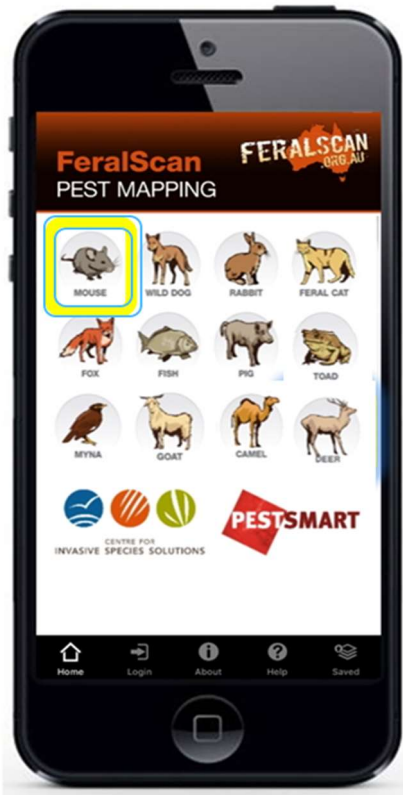 FeralScan
PEST MAPPING
FERALSCAN
.ORG.AU
MOUSE
WILD DOG
RABBIT
FERAL CAT
FOX
FISH
PIG
TOAD
MYNA
GOAT
CAMEL
DEER
CENTRE FOR
INVASIVE SPECIES SOLUTIONS
PESTSMART
Home
Login
About
Help
Saved